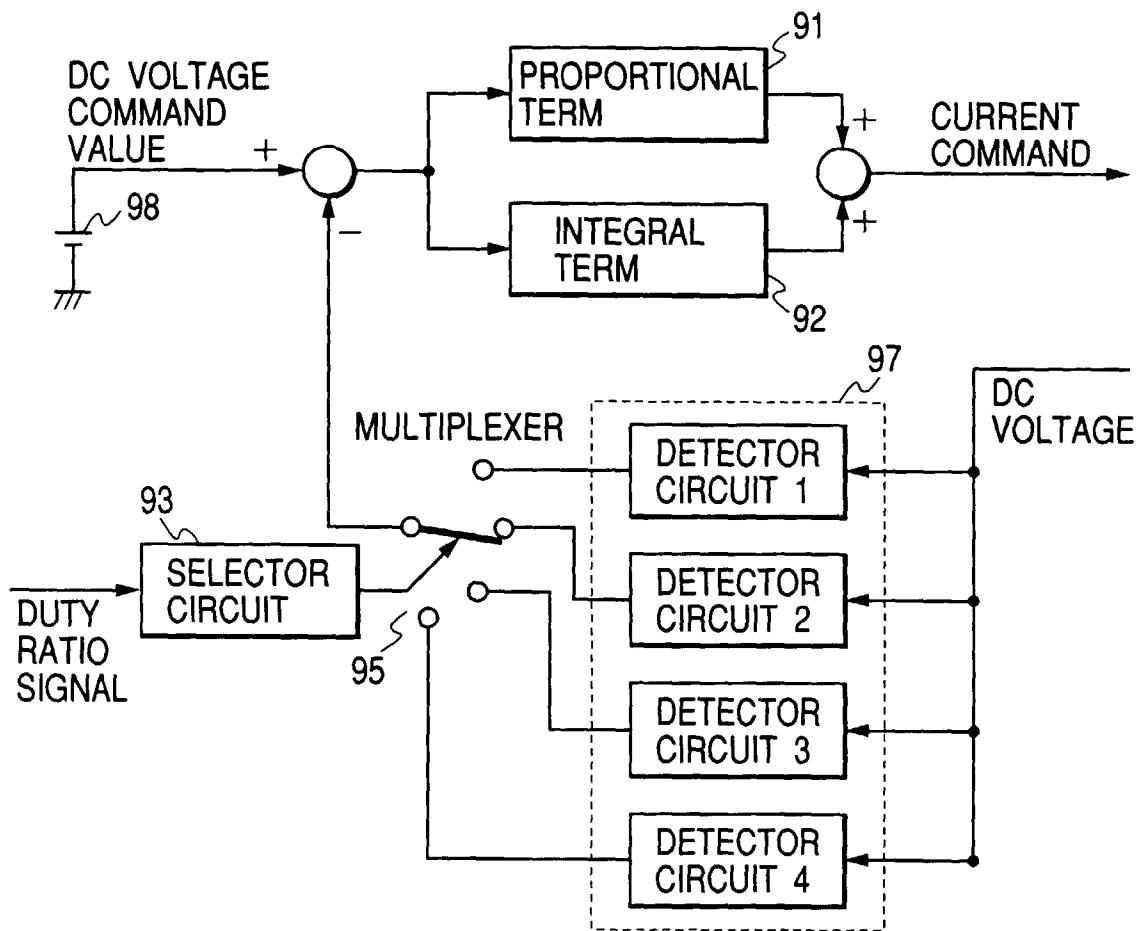 91
DC VOLTAGE
COMMAND
VALUE
+
98
PROPORTIONAL
TERM
+
CURRENT
COMMAND
−
INTEGRAL
TERM
+
92
97
DC
VOLTAGE
MULTIPLEXER
DETECTOR
CIRCUIT 1
93
SELECTOR
CIRCUIT
DETECTOR
CIRCUIT 2
DUTY
RATIO
SIGNAL
95
DETECTOR
CIRCUIT 3
DETECTOR
CIRCUIT 4